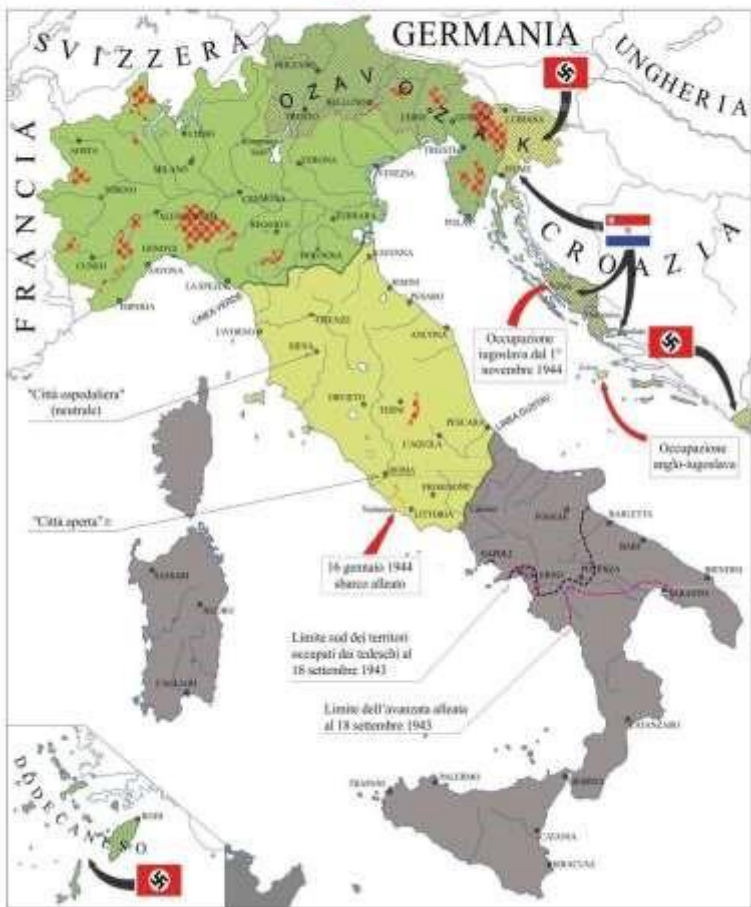 SVIZZERA
GERMANIA
UNGHERIA
FRANCIA
OZAV
OZAK
CROAZIA
BOLZANO
TRENTO
BELLUNO
UDINE
LUBIANA
AOSTA
COMO
MILANO
VERONA
VENEZIA
TRIESTE
FIUME
TORINO
CREMONA
POLA
ALESSANDRIA
REGGIO E.
FERRARA
GENOVA
BOLOGNA
CUNEO
SAVONA
RAVENNA
LA SPEZIA
IMPERIA
RIMINI
LINEA VERDE
PESARO
FIRENZE
LIVORNO
ANCONA
SIENA
Occupazione
iugoslava dal 1°
novembre 1944
"Città ospedaliera"
(neutrale)
ORVIETO
TERNI
PESCARA
LINEA GUSTAV
L'AQUILA
Occupazione
anglo-iugoslava
ROMA
FROSINONE
"Città aperta"
LITTORIA
FOGGIA
BARLETTA
BARI
16 gennaio 1944
sbarco alleato
NAPOLI
SALERNO
POTENZA
BRINDISI
TARANTO
SASSARI
NUORO
Limite sud dei territori
occupati dai tedeschi al
18 settembre 1943
CAGLIARI
Limite dell'avanzata alleata
al 18 settembre 1943
CATANZARO
DODECANESO
RODI
TRAPANI
PALERMO
MESSINA
CATANIA
SIRACUSA